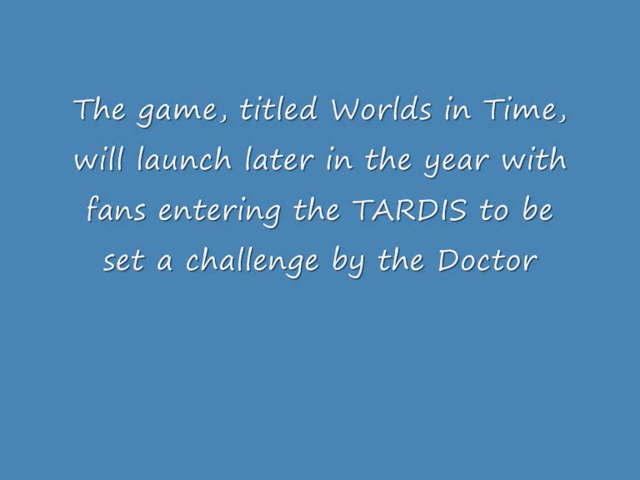 The game, titled Worlds in Time,
will launch later in the year with
fans entering the TARDIS to be
set a challenge by the Doctor